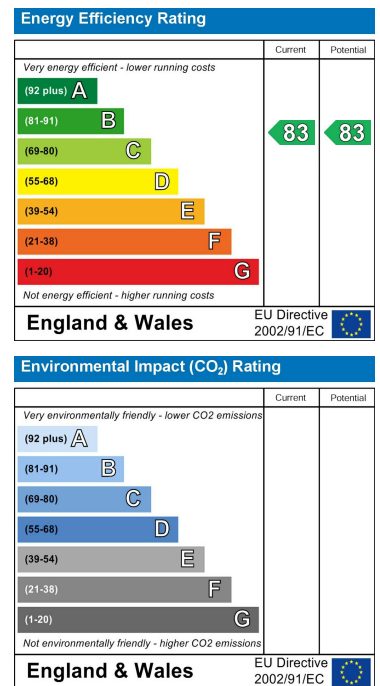 Energy Efficiency Rating
Current Potential
Very energy efficient - lower running costs
(92 plus) A
(81-91) B
(69-80) C
(55-68) D
(39-54) E
(21-38) F
(1-20) G
83 83
Not energy efficient - higher running costs
England & Wales
EU Directive
2002/91/EC
Environmental Impact (CO₂) Rating
Current Potential
Very environmentally friendly - lower CO2 emissions
(92 plus) A
(81-91) B
(69-80) C
(55-68) D
(39-54) E
(21-38) F
(1-20) G
Not environmentally friendly - higher CO2 emissions
England & Wales
EU Directive
2002/91/EC